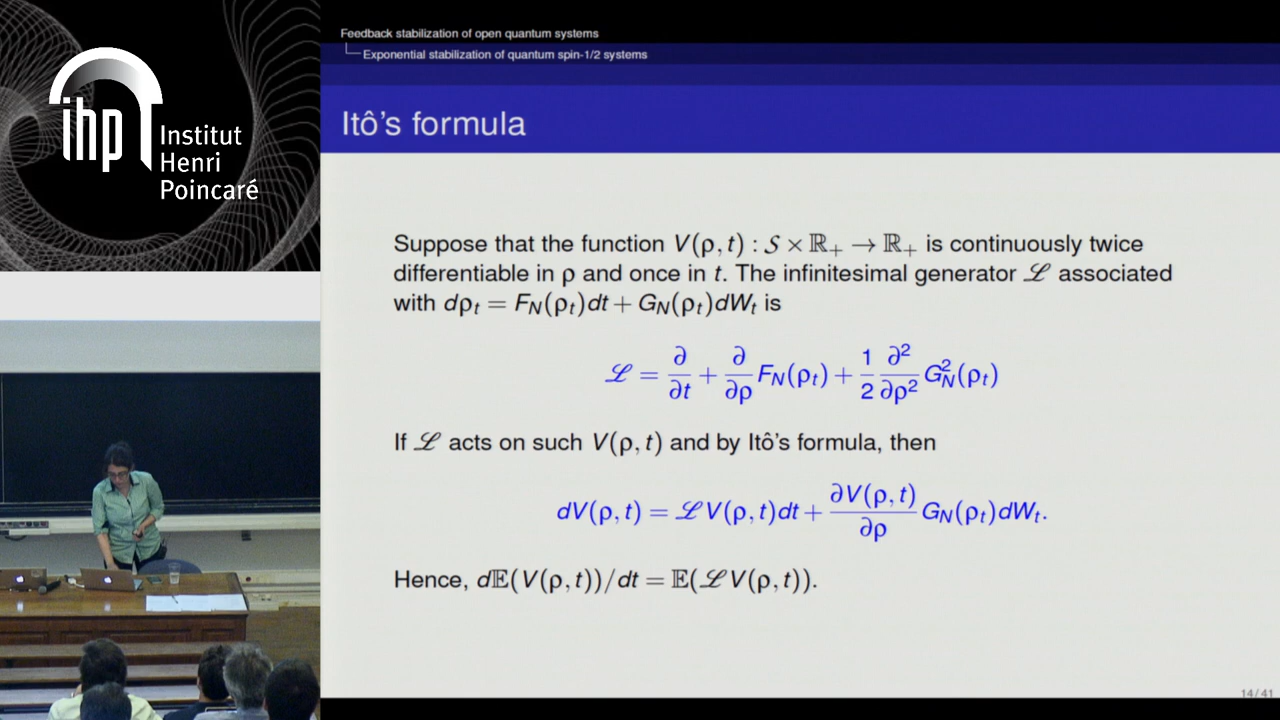 ihp Institut
Henri
Poincaré
Feedback stabilization of open quantum systems
Exponential stabilization of quantum spin-1/2 systems
Itô's formula
Suppose that the function V(ρ, t) : 𝒮 × ℝ₊ → ℝ₊ is continuously twice
differentiable in ρ and once in t. The infinitesimal generator ℒ associated
with dρₜ = F_N(ρₜ)dt + G_N(ρₜ)dWₜ is
ℒ = ∂/∂t + ∂/∂ρ F_N(ρₜ) + 1/2 ∂²/∂ρ² G²_N(ρₜ)
If ℒ acts on such V(ρ, t) and by Itô's formula, then
dV(ρ, t) = ℒV(ρ, t)dt + ∂V(ρ, t)/∂ρ G_N(ρₜ)dWₜ.
Hence, d𝔼(V(ρ, t))/dt = 𝔼(ℒV(ρ, t)).
14/41